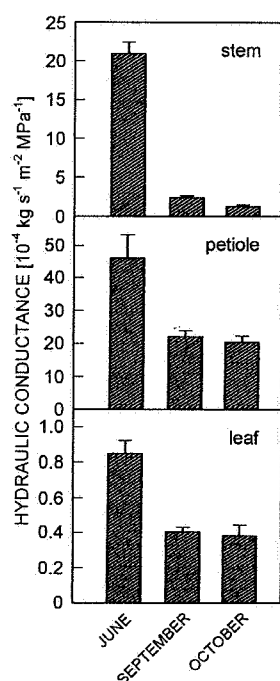 HYDRAULIC CONDUCTANCE [10⁻⁴ kg s⁻¹ m⁻² MPa⁻¹]
stem
25
20
15
10
5
0
petiole
50
40
30
20
10
0
leaf
1.0
0.8
0.6
0.4
0.2
0
JUNE
SEPTEMBER
OCTOBER